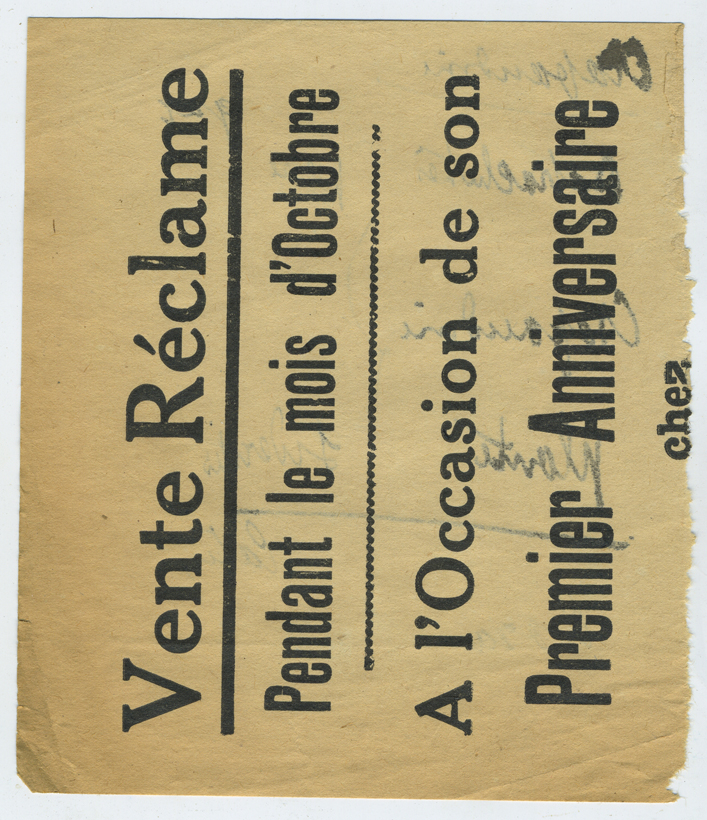 Vente Réclame
Pendant le mois d'Octobre
A l'Occasion de son
Premier Anniversaire
chez